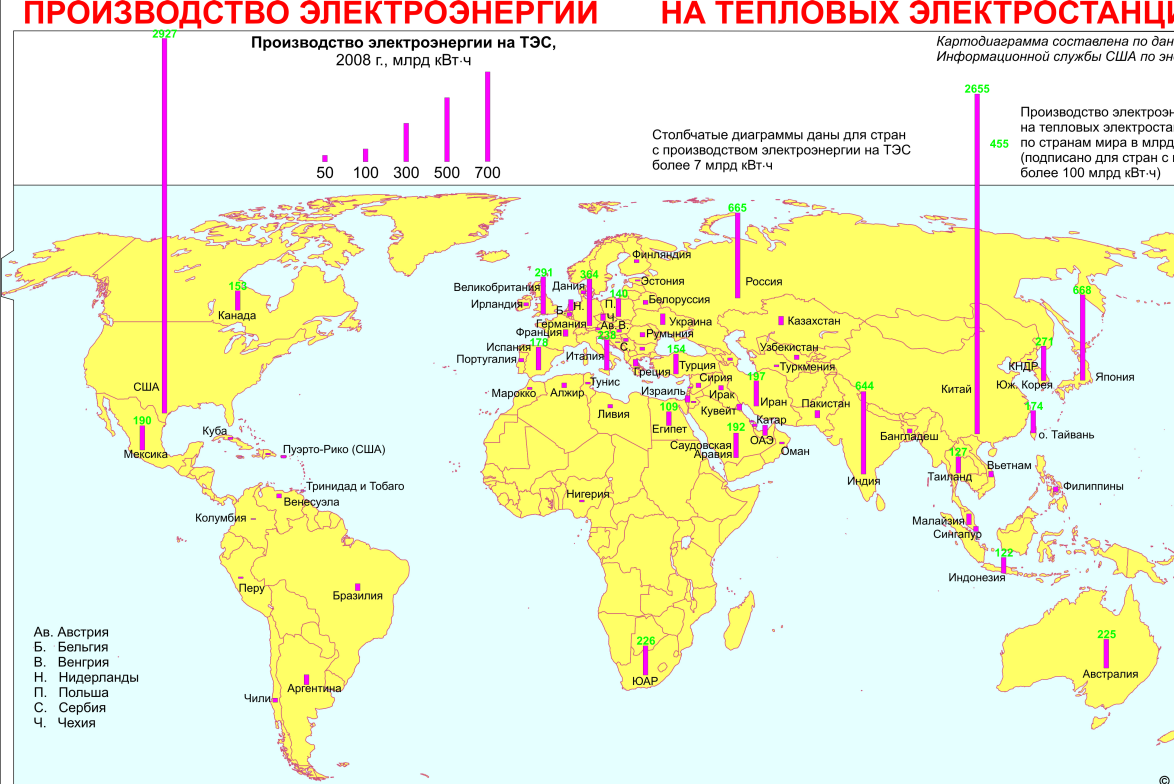 ПРОИЗВОДСТВО ЭЛЕКТРОЭНЕРГИИ НА ТЕПЛОВЫХ ЭЛЕКТРОСТАНЦИ
2927
Производство электроэнергии на ТЭС,
2008 г., млрд кВт·ч
50 100 300 500 700
Картодиаграмма составлена по дан
Информационной службы США по эн
Столбчатые диаграммы даны для стран
с производством электроэнергии на ТЭС
более 7 млрд кВт·ч
2655
455
Производство электроэн
на тепловых электроста
по странам мира в млрд
(подписано для стран с
более 100 млрд кВт·ч)
665
Россия
Финляндия
291
364
Великобритания
Дания
Эстония
153
Канада
Ирландия
Б.
Н.
140
П.
Белоруссия
668
Германия
Ч.
Украина
Казахстан
Франция
Ав.
В.
Румыния
Испания
178
С.
154
Узбекистан
271
Португалия
Италия
Греция
Турция
Туркмения
КНДР
США
Марокко
Алжир
Тунис
Сирия
197
644
Китай
Юж. Корея
Япония
Израиль
Ирак
Иран
Пакистан
190
Ливия
109
Кувейт
174
Мексика
Куба
Египет
192
Катар
ОАЭ
Бангладеш
о. Тайвань
Пуэрто-Рико (США)
Саудовская
Аравия
Оман
127
Таиланд
Вьетнам
Индия
Тринидад и Тобаго
Венесуэла
Нигерия
Филиппины
Колумбия
Малайзия
Сингапур
122
Индонезия
Перу
Бразилия
Ав. Австрия
Б. Бельгия
В. Венгрия
Н. Нидерланды
П. Польша
С. Сербия
Ч. Чехия
226
ЮАР
225
Австралия
Аргентина
Чили
©